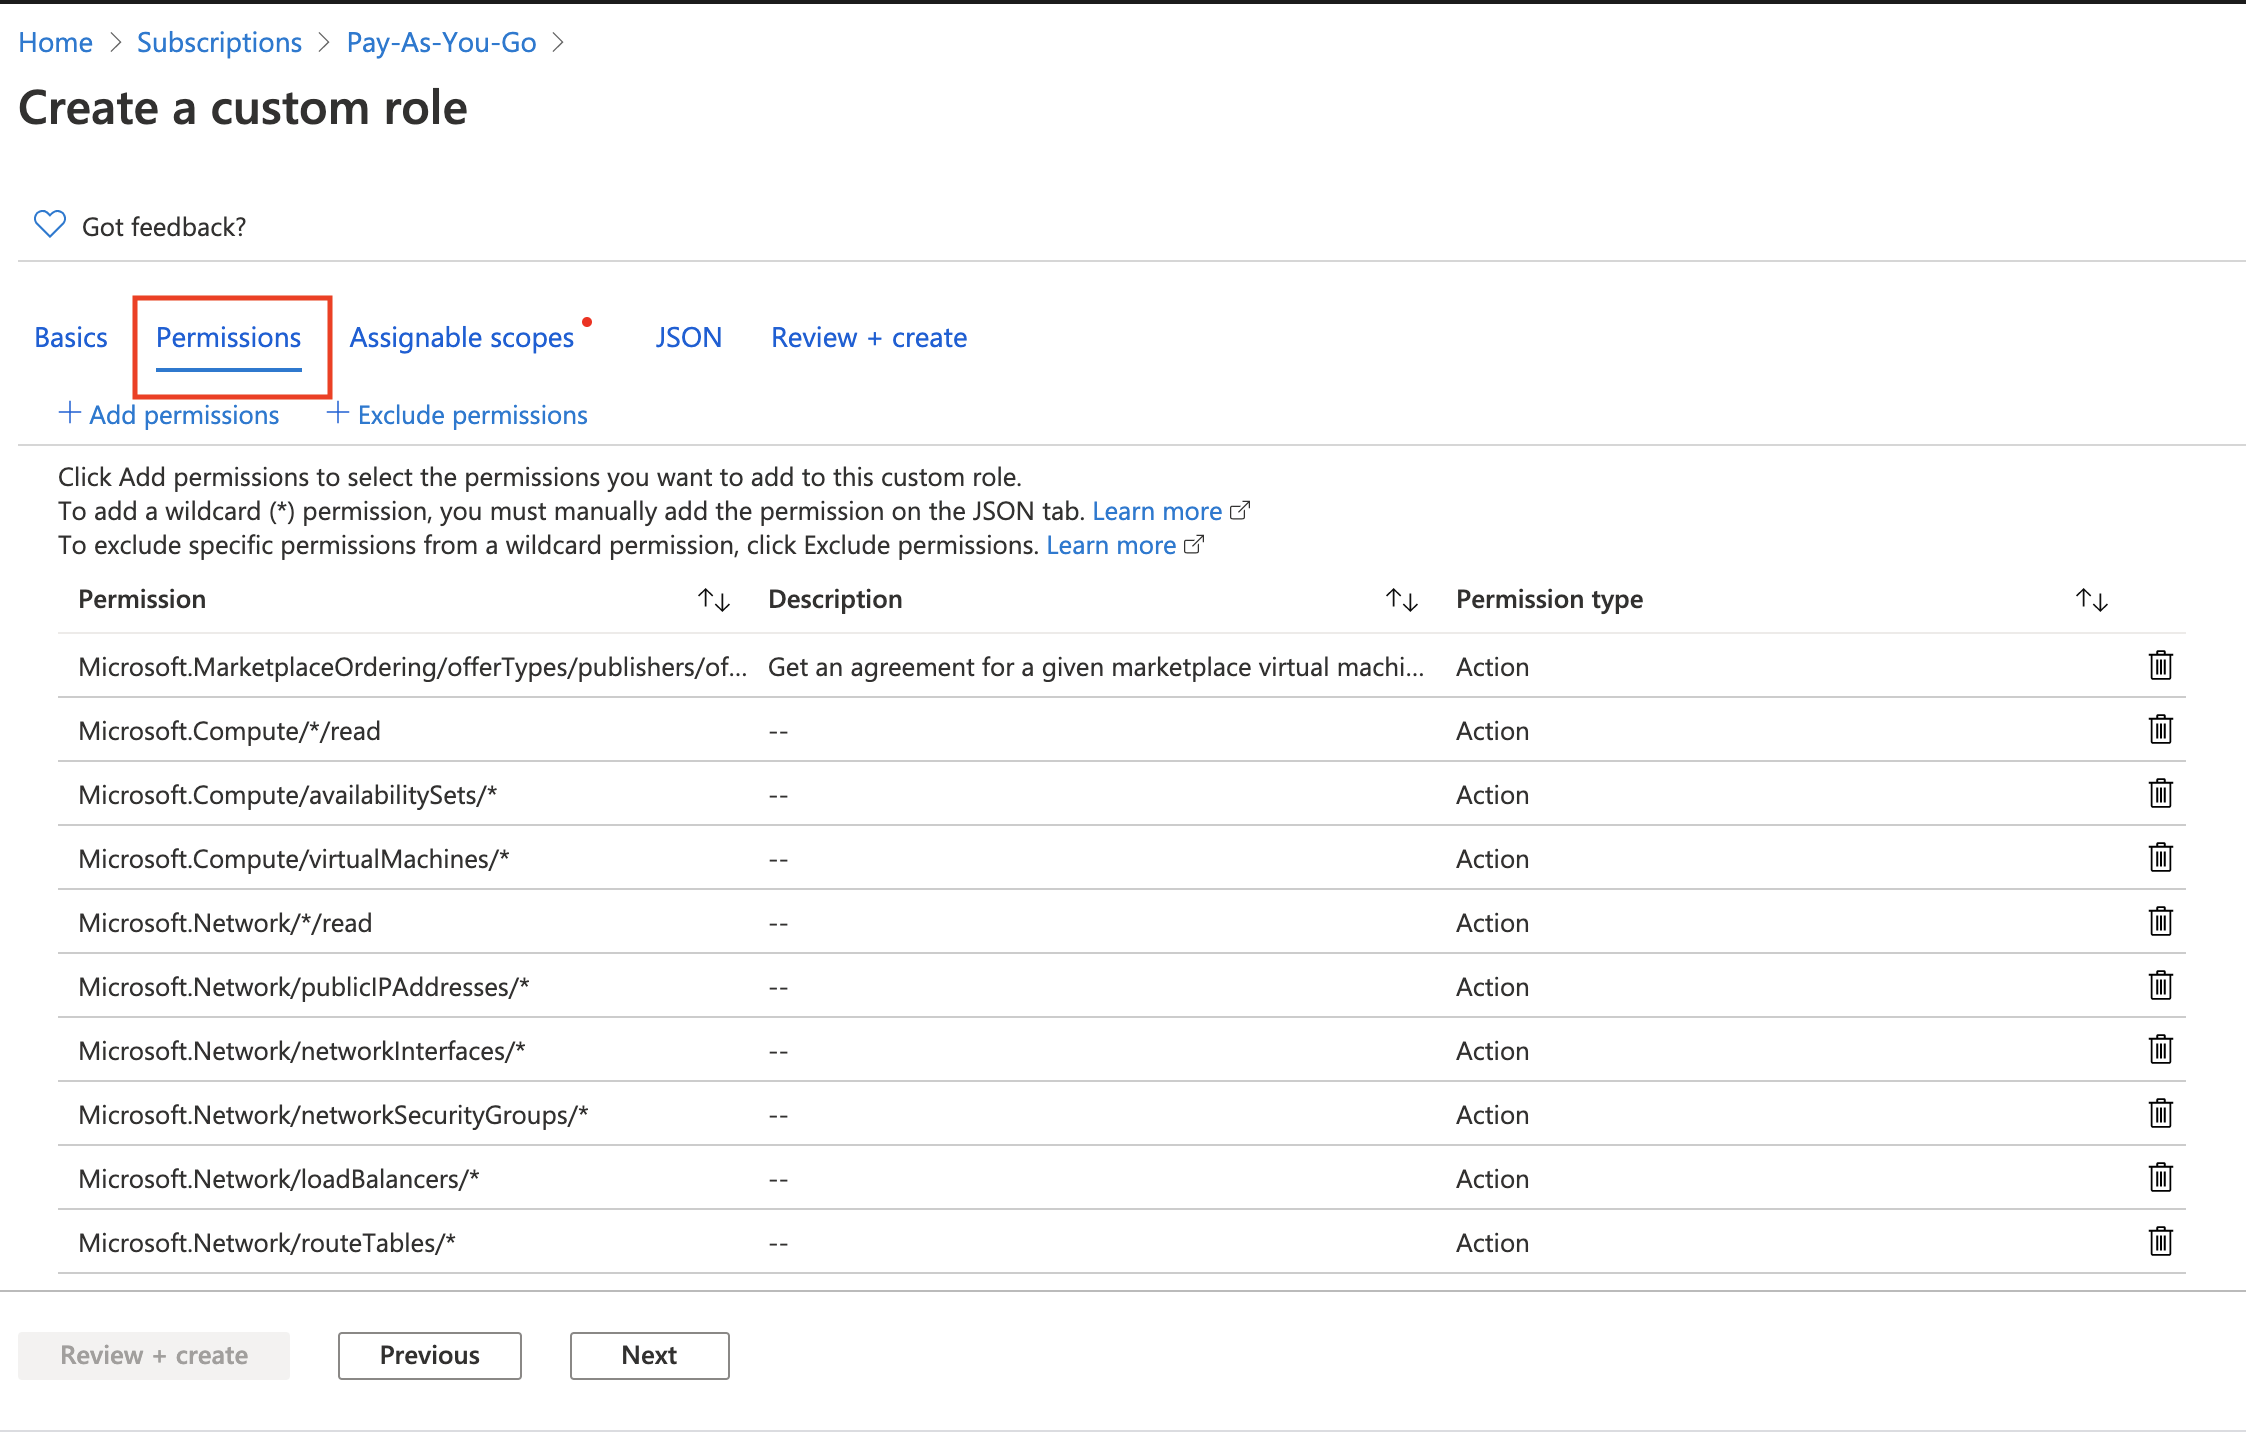 Home > Subscriptions > Pay-As-You-Go >
Create a custom role
Got feedback?
Basics Permissions Assignable scopes JSON Review + create
+ Add permissions + Exclude permissions
Click Add permissions to select the permissions you want to add to this custom role.
To add a wildcard (*) permission, you must manually add the permission on the JSON tab. Learn more
To exclude specific permissions from a wildcard permission, click Exclude permissions. Learn more
Permission ↑↓ Description ↑↓ Permission type ↑↓
Microsoft.MarketplaceOrdering/offerTypes/publishers/of... Get an agreement for a given marketplace virtual machi... Action
Microsoft.Compute/*/read -- Action
Microsoft.Compute/availabilitySets/* -- Action
Microsoft.Compute/virtualMachines/* -- Action
Microsoft.Network/*/read -- Action
Microsoft.Network/publicIPAddresses/* -- Action
Microsoft.Network/networkInterfaces/* -- Action
Microsoft.Network/networkSecurityGroups/* -- Action
Microsoft.Network/loadBalancers/* -- Action
Microsoft.Network/routeTables/* -- Action
Review + create Previous Next